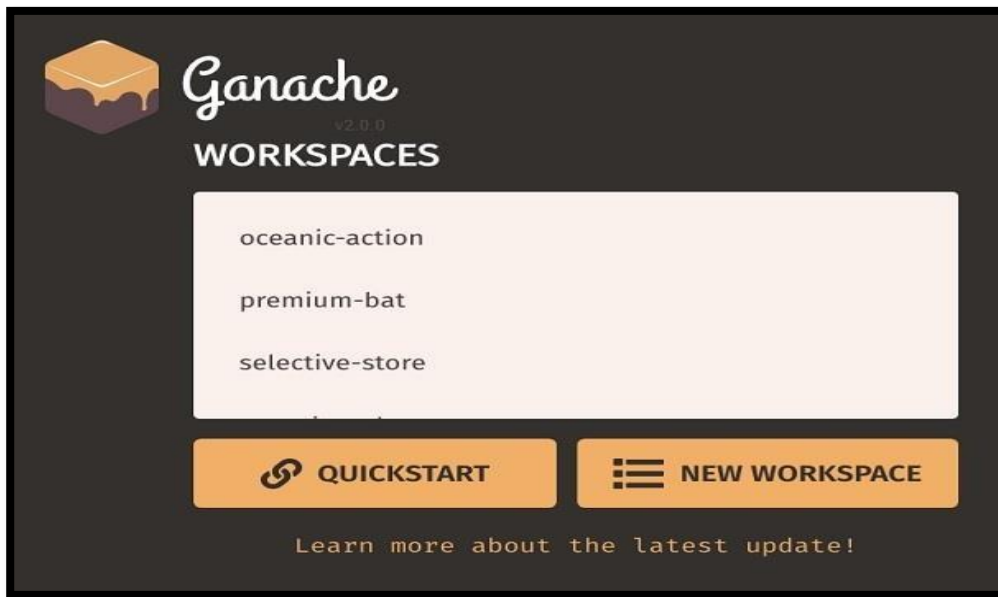 Ganache
v2.0.0
WORKSPACES
oceanic-action
premium-bat
selective-store
QUICKSTART
NEW WORKSPACE
Learn more about the latest update!